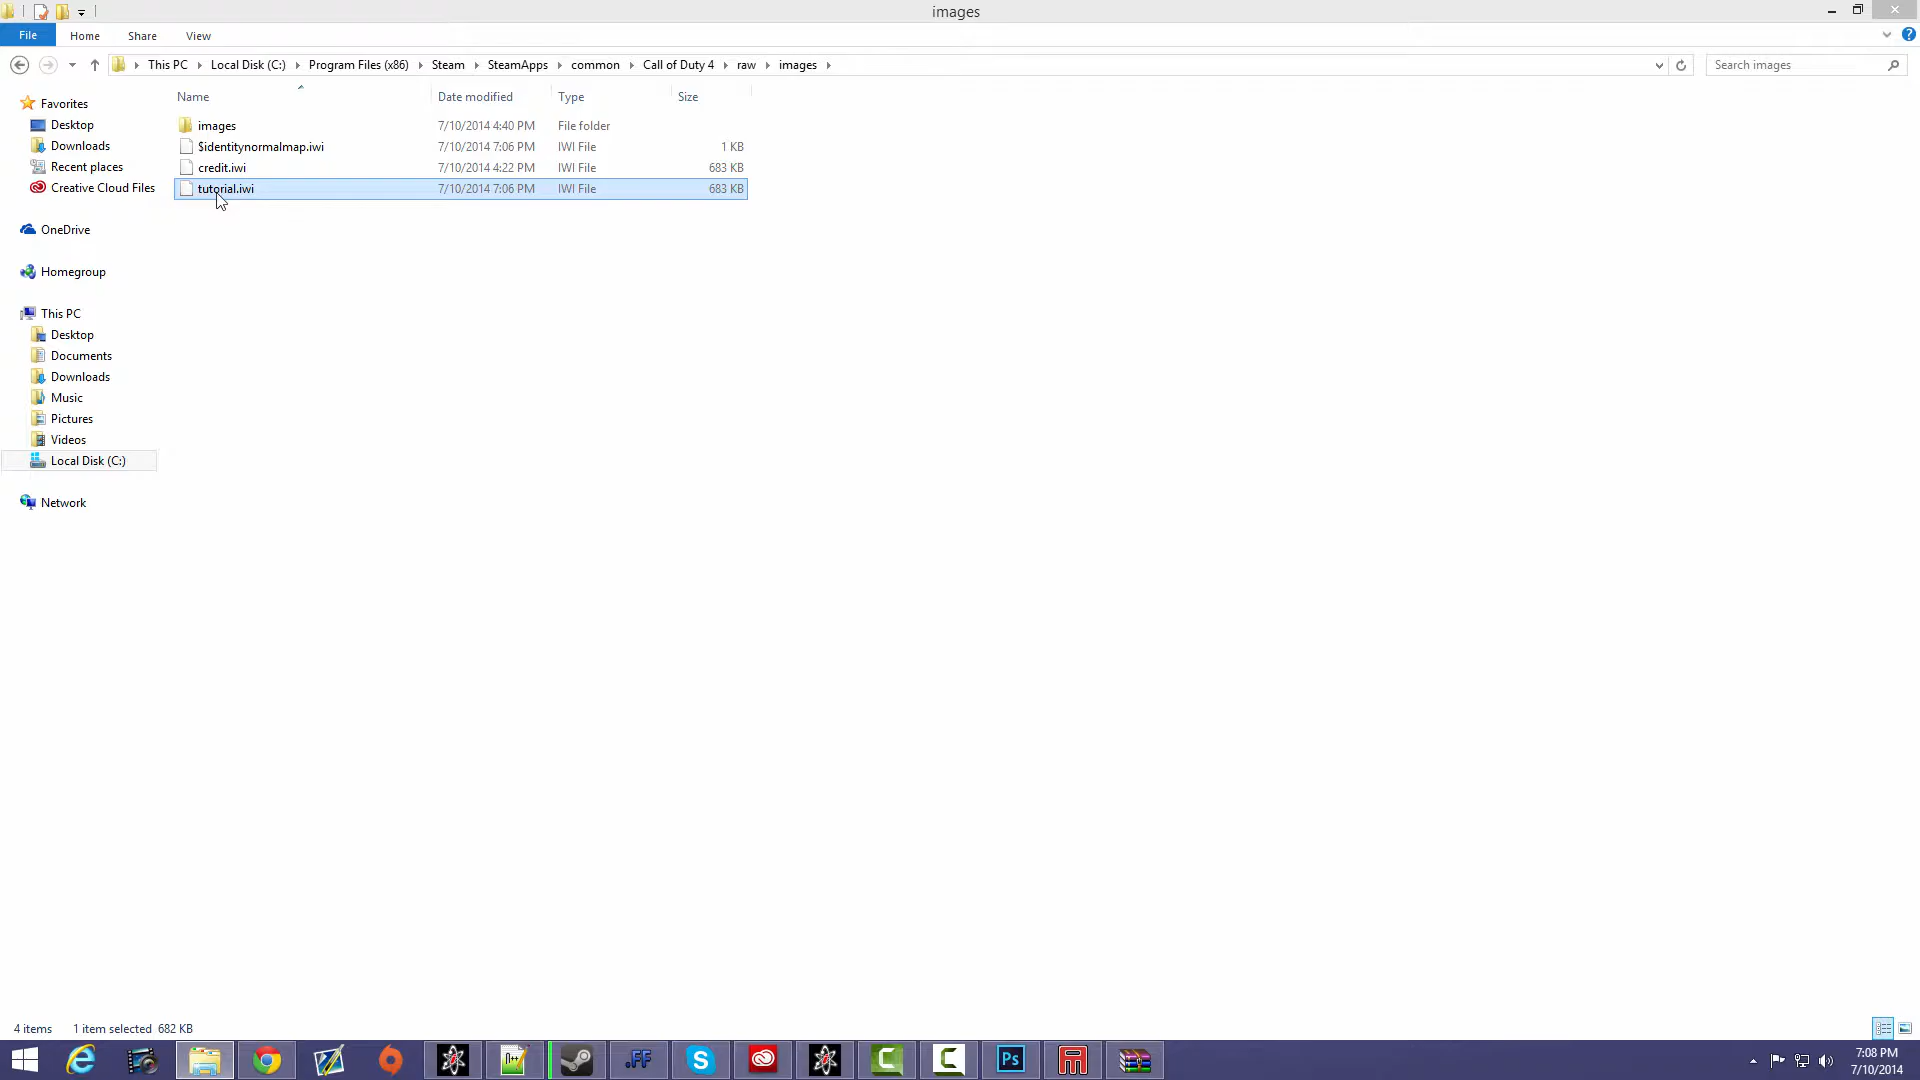 images
File Home Share View
This PC Local Disk (C:) Program Files (x86) Steam SteamApps common Call of Duty 4 raw images Search images
Name Date modified Type Size
Favorites
Desktop
Downloads
Recent places
Creative Cloud Files
OneDrive
Homegroup
This PC
Desktop
Documents
Downloads
Music
Pictures
Videos
Local Disk (C:)
Network
images 7/10/2014 4:40 PM File folder
$identitynormalmap.iwi 7/10/2014 7:06 PM IWI File 1 KB
credit.iwi 7/10/2014 4:22 PM IWI File 683 KB
tutorial.iwi 7/10/2014 7:06 PM IWI File 683 KB
4 items 1 item selected 682 KB
.FF
Ps
7:08 PM
7/10/2014